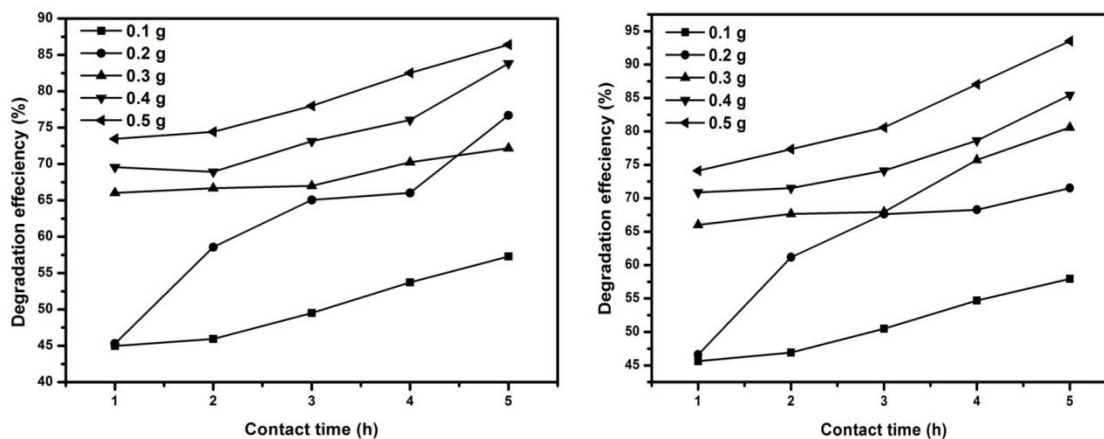 90
85
80
75
70
65
60
55
50
45
40
Degradation effeciency (%)
0.1 g
0.2 g
0.3 g
0.4 g
0.5 g
1 2 3 4 5
Contact time (h)
95
90
85
80
75
70
65
60
55
50
45
Degradation effeciency (%)
0.1 g
0.2 g
0.3 g
0.4 g
0.5 g
1 2 3 4 5
Contact time (h)